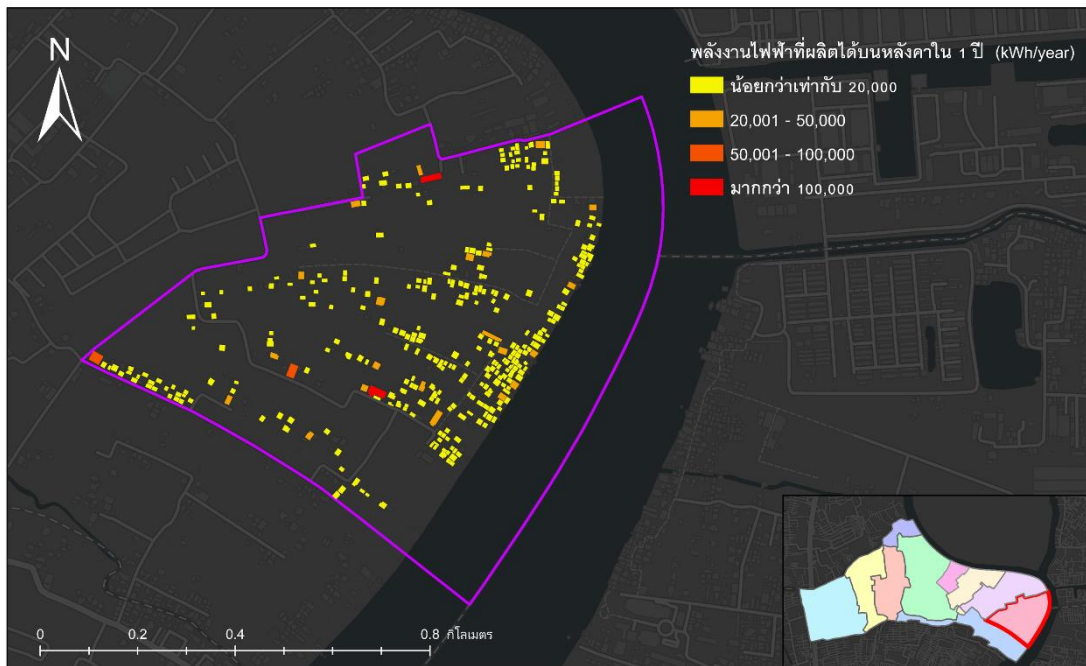 N
พลังงานไฟฟ้าที่ผลิตได้บนหลังคาใน 1 ปี (kWh/year)
น้อยกว่าเท่ากับ 20,000
20,001 - 50,000
50,001 - 100,000
มากกว่า 100,000
0 0.2 0.4 0.8 กิโลเมตร